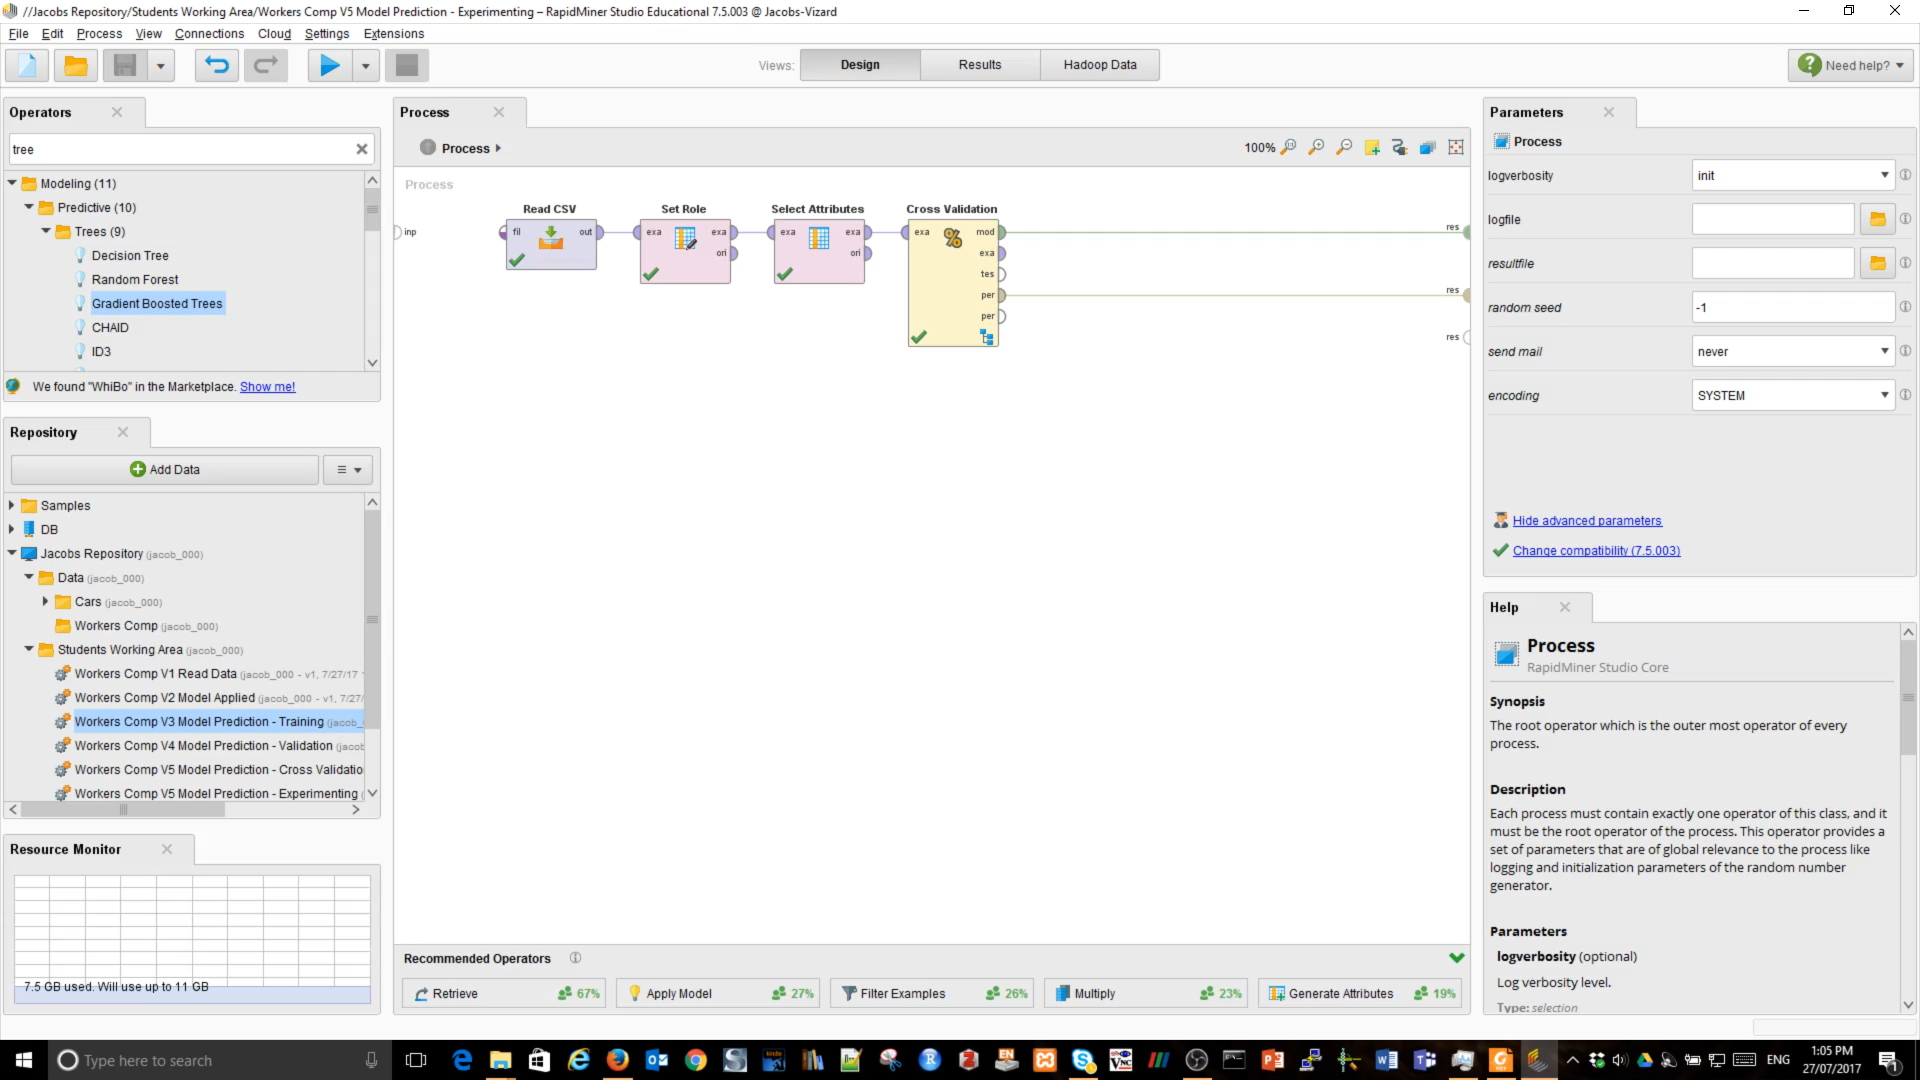 //Jacobs Repository/Students Working Area/Workers Comp V5 Model Prediction - Experimenting – RapidMiner Studio Educational 7.5.003 @ Jacobs-Vizard
File Edit Process View Connections Cloud Settings Extensions
Views: Design Results Hadoop Data
Need help?
Operators
tree
Modeling (11)
Predictive (10)
Trees (9)
Decision Tree
Random Forest
Gradient Boosted Trees
CHAID
ID3
We found "WhiBo" in the Marketplace. Show me!
Repository
Add Data
Samples
DB
Jacobs Repository (jacob_000)
Data (jacob_000)
Cars (jacob_000)
Workers Comp (jacob_000)
Students Working Area (jacob_000)
Workers Comp V1 Read Data (jacob_000 - v1, 7/27/17
Workers Comp V2 Model Applied (jacob_000 - v1, 7/27/
Workers Comp V3 Model Prediction - Training (jacob_
Workers Comp V4 Model Prediction - Validation (jacob
Workers Comp V5 Model Prediction - Cross Validatio
Workers Comp V5 Model Prediction - Experimenting
Resource Monitor
7.5 GB used. Will use up to 11 GB
Process
Process
100%
Process
inp
Read CSV
fil out
Set Role
exa exa
ori
Select Attributes
exa exa
ori
Cross Validation
exa mod
exa
tes
per
per
res
res
res
Recommended Operators
Retrieve 67%
Apply Model 27%
Filter Examples 26%
Multiply 23%
Generate Attributes 19%
Parameters
Process
logverbosity init
logfile
resultfile
random seed -1
send mail never
encoding SYSTEM
Hide advanced parameters
Change compatibility (7.5.003)
Help
Process
RapidMiner Studio Core
Synopsis
The root operator which is the outer most operator of every
process.
Description
Each process must contain exactly one operator of this class, and it
must be the root operator of the process. This operator provides a
set of parameters that are of global relevance to the process like
logging and initialization parameters of the random number
generator.
Parameters
logverbosity (optional)
Log verbosity level.
Type: selection
Type here to search
ENG
1:05 PM
27/07/2017